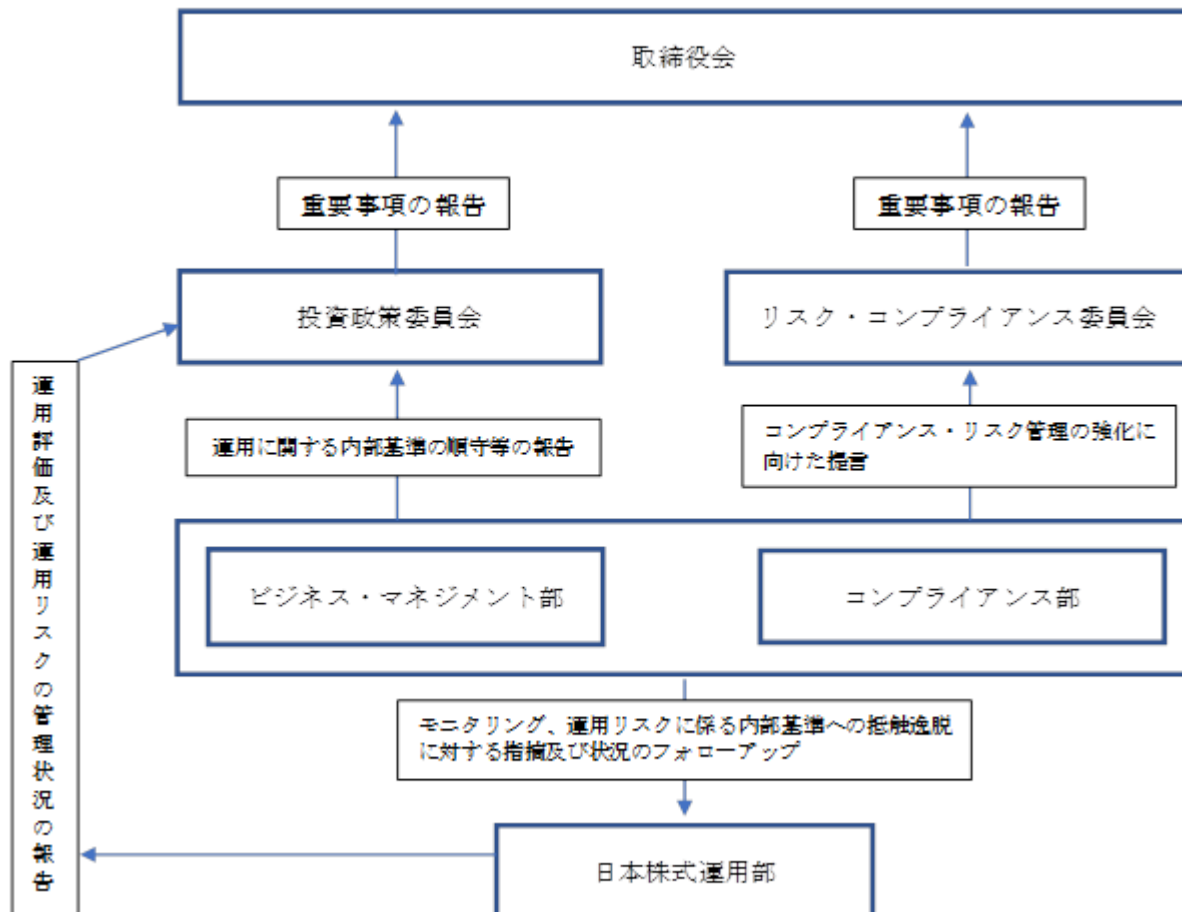 取締役会
重要事項の報告
重要事項の報告
投資政策委員会
リスク・コンプライアンス委員会
運用評価及び運用リスクの管理状況の報告
運用に関する内部基準の順守等の報告
コンプライアンス・リスク管理の強化に
向けた提言
ビジネス・マネジメント部
コンプライアンス部
モニタリング、運用リスクに係る内部基準への抵触逸脱
に対する指摘及び状況のフォローアップ
日本株式運用部